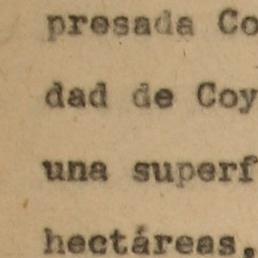 presada Co
dad de Coy
una superf
hectáreas,